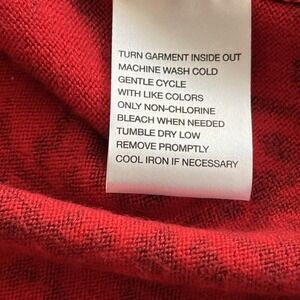 TURN GARMENT INSIDE OUT
MACHINE WASH COLD
GENTLE CYCLE
WITH LIKE COLORS
ONLY NON-CHLORINE
BLEACH WHEN NEEDED
TUMBLE DRY LOW
REMOVE PROMPTLY
COOL IRON IF NECESSARY